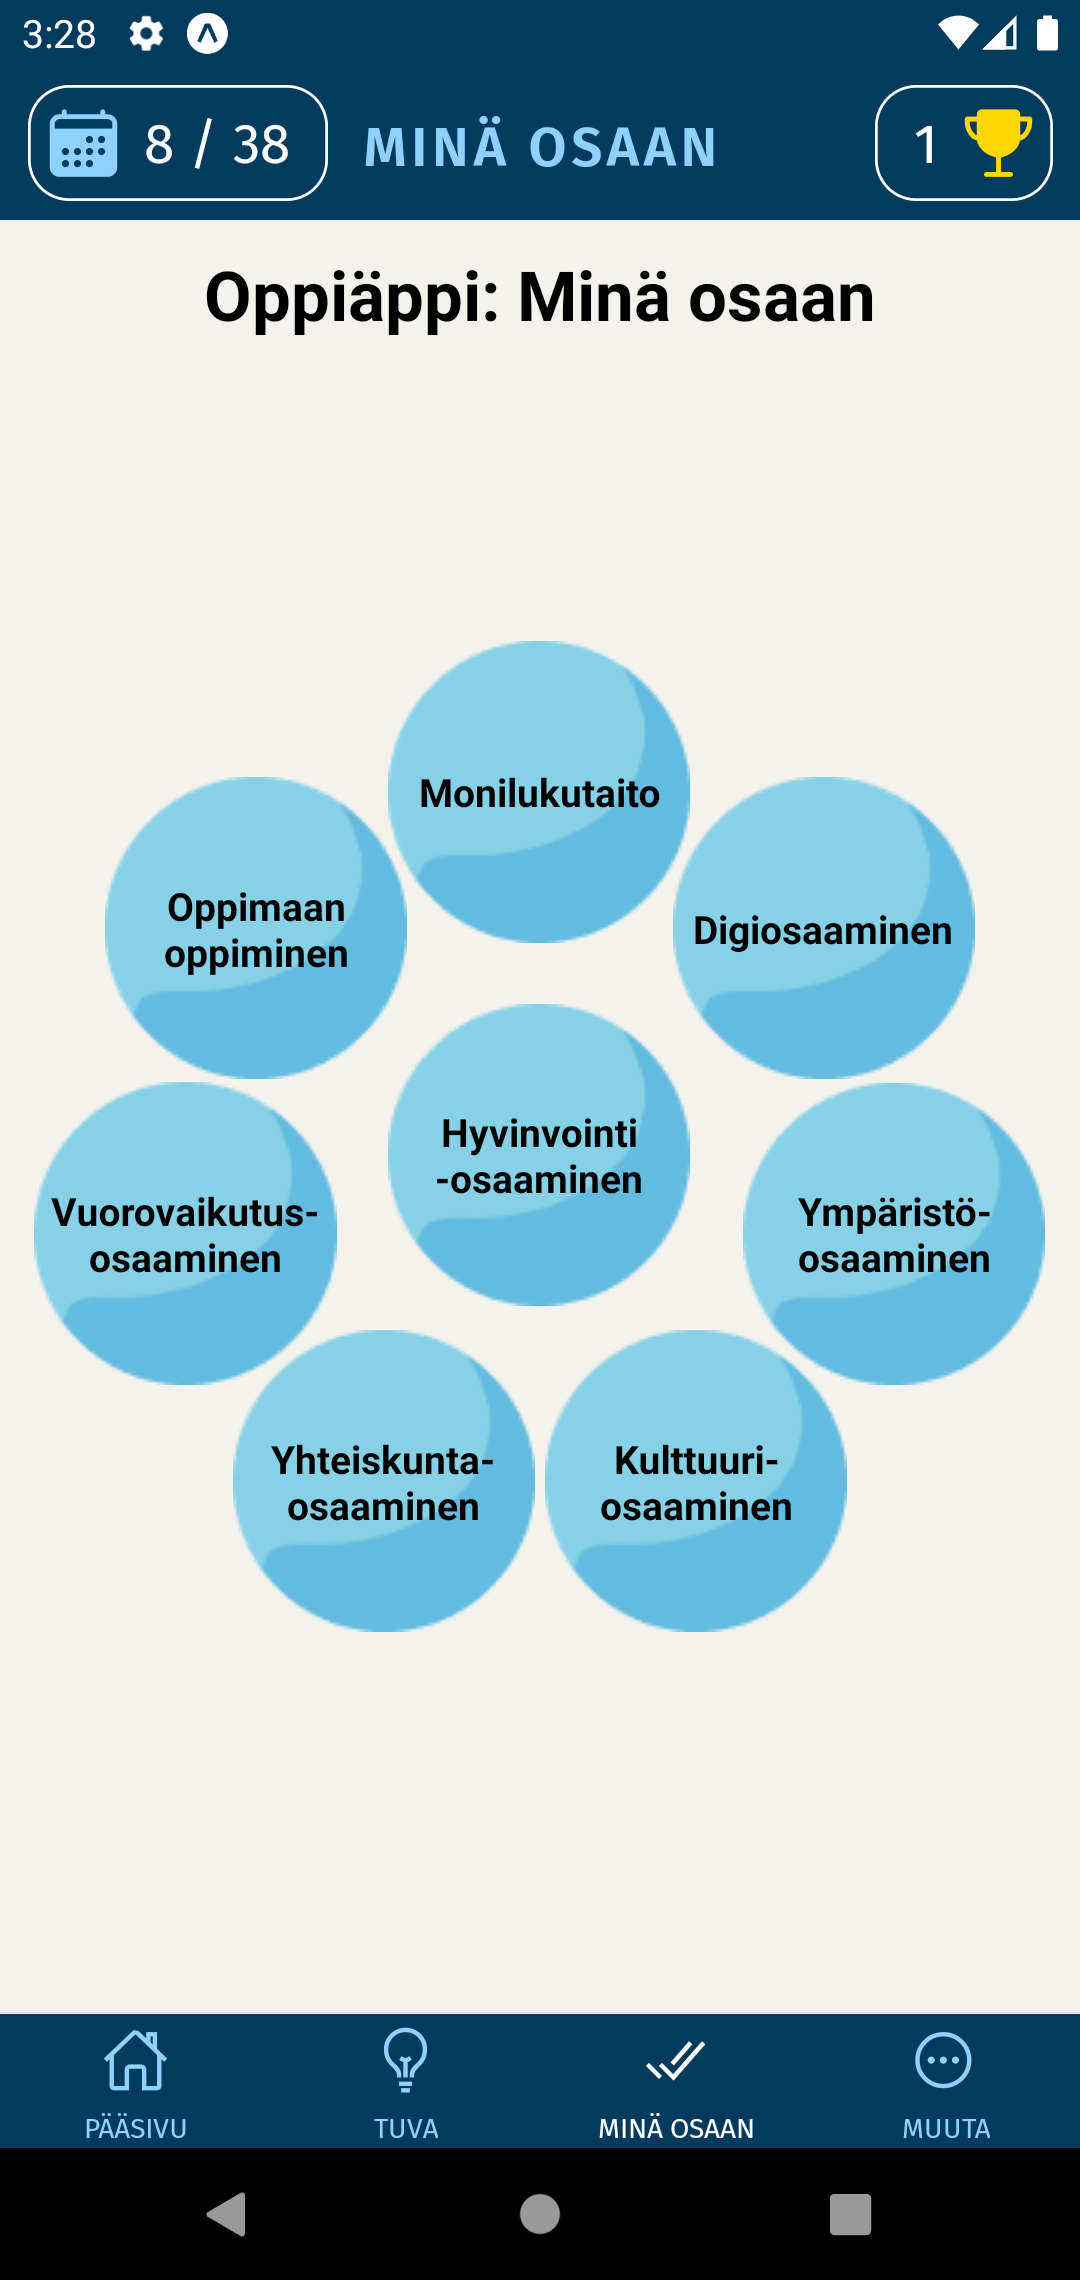 3:28
8 / 38
MINÄ OSAAN
1
Oppiäppi: Minä osaan
Monilukutaito
Oppimaan
oppiminen
Digiosaaminen
Hyvinvointi
-osaaminen
Vuorovaikutus-
osaaminen
Ympäristö-
osaaminen
Yhteiskunta-
osaaminen
Kulttuuri-
osaaminen
PÄÄSIVU
TUVA
MINÄ OSAAN
MUUTA